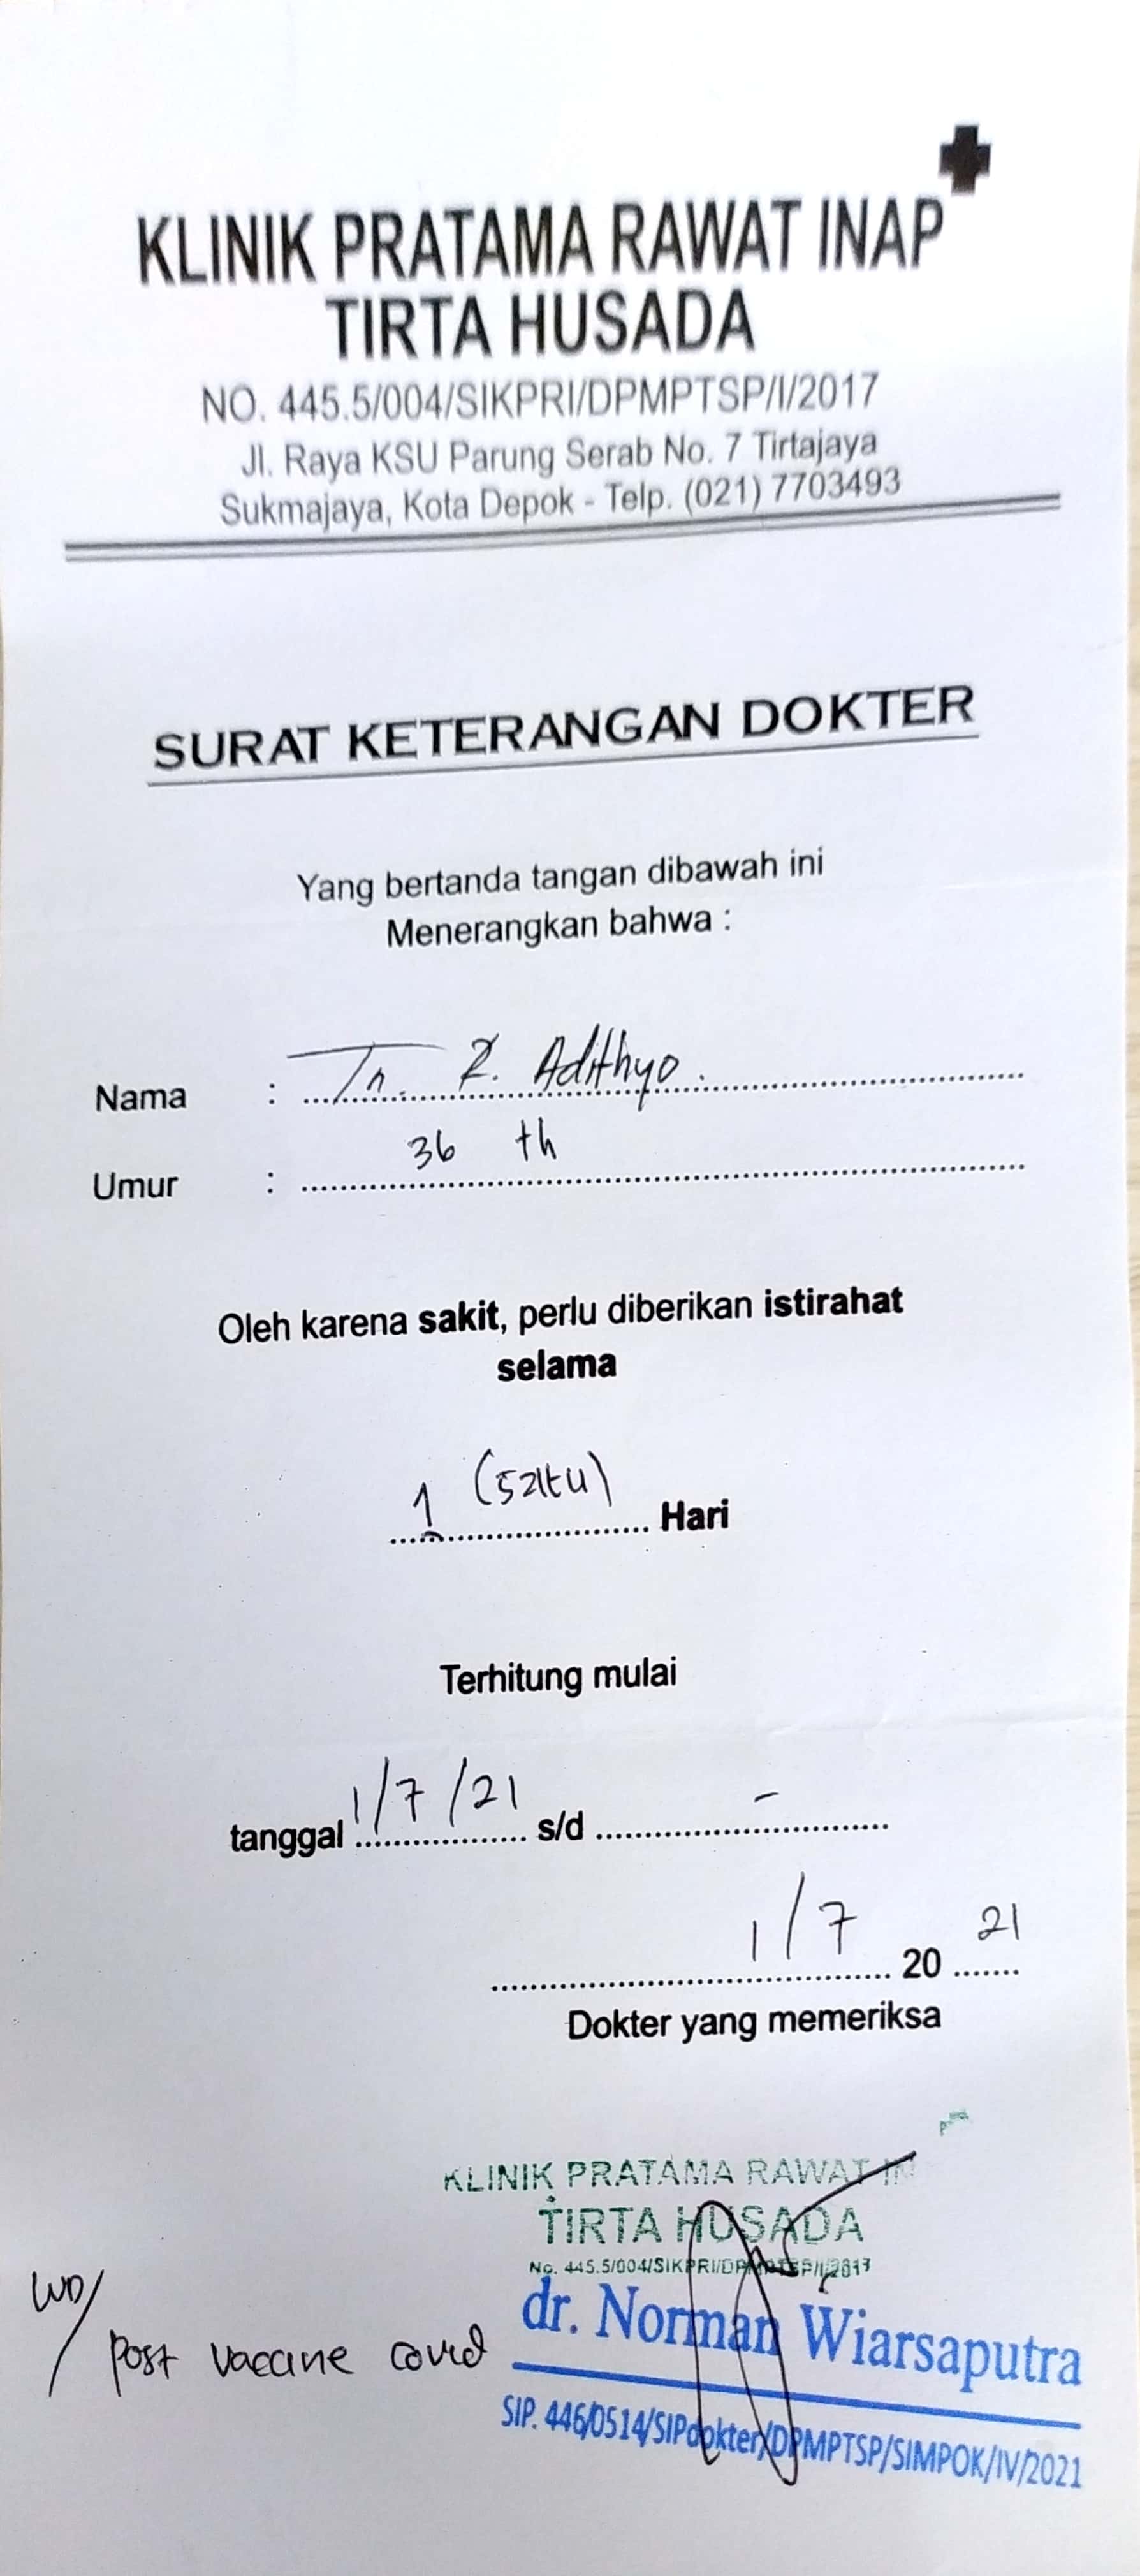 KLINIK PRATAMA RAWAT INAP
TIRTA HUSADA
NO. 445.5/004/SIKPRI/DPMPTSP/I/2017
Jl. Raya KSU Parung Serab No. 7 Tirtajaya
Sukmajaya, Kota Depok - Telp. (021) 7703493
SURAT KETERANGAN DOKTER
Yang bertanda tangan dibawah ini
Menerangkan bahwa :
Nama : Tn. R. Adithyo.
Umur : 36 th
Oleh karena sakit, perlu diberikan istirahat
selama
1 (satu) Hari
Terhitung mulai
tanggal 1/7/21 s/d -
1/7 20 21
Dokter yang memeriksa
KLINIK PRATAMA RAWAT IN
TIRTA HUSADA
No. 445.5/004/SIKPRI/DPMPTSP/I/2017
dr. Norman Wiarsaputra
SIP. 446/0514/SIPdokter/DPMPTSP/SIMPOK/IV/2021
WD/
post vaccine covid